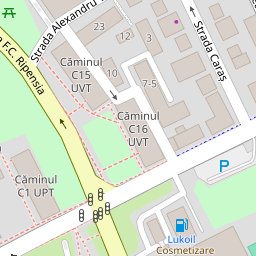 Strada Alexandru
F.C. Ripensia
Strada Caraș
Căminul
C15
UVT
23
12
10
7-5
3
Căminul
C16
UVT
Căminul
C1 UPT
P
Lukoil
Cosmetizare